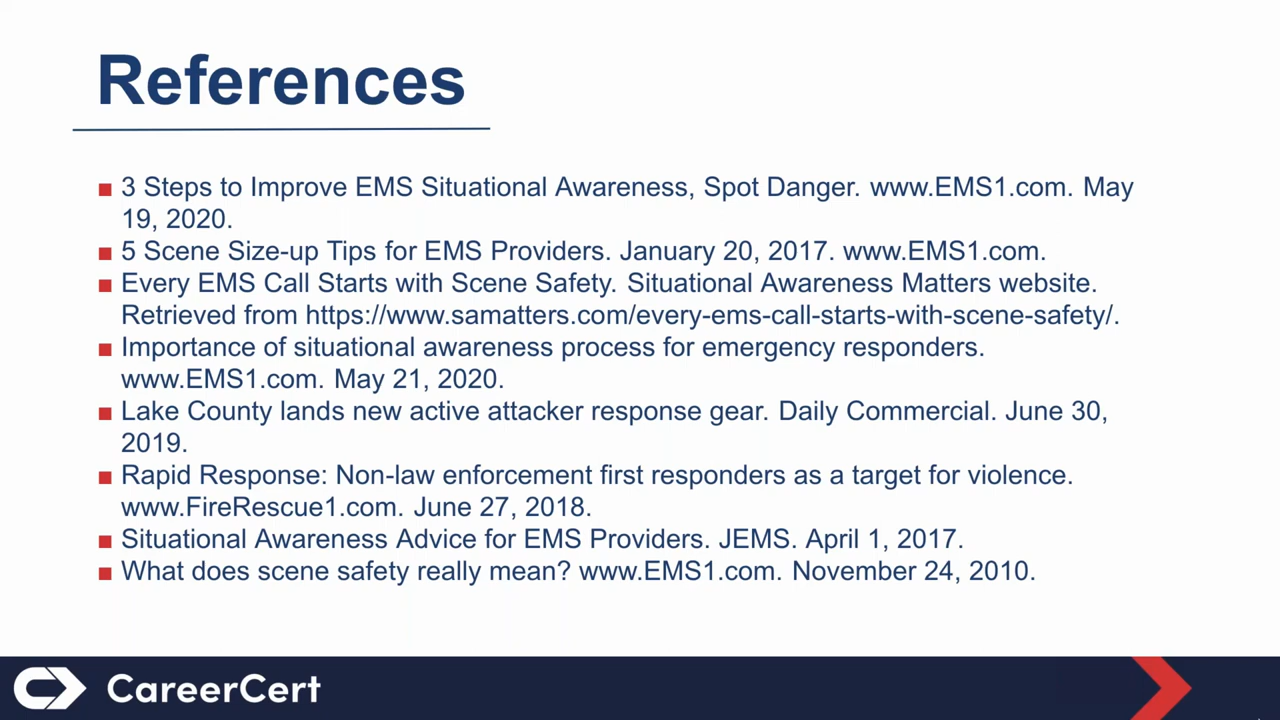 References
3 Steps to Improve EMS Situational Awareness, Spot Danger. www.EMS1.com. May
19, 2020.
5 Scene Size-up Tips for EMS Providers. January 20, 2017. www.EMS1.com.
Every EMS Call Starts with Scene Safety. Situational Awareness Matters website.
Retrieved from https://www.samatters.com/every-ems-call-starts-with-scene-safety/.
Importance of situational awareness process for emergency responders.
www.EMS1.com. May 21, 2020.
Lake County lands new active attacker response gear. Daily Commercial. June 30,
2019.
Rapid Response: Non-law enforcement first responders as a target for violence.
www.FireRescue1.com. June 27, 2018.
Situational Awareness Advice for EMS Providers. JEMS. April 1, 2017.
What does scene safety really mean? www.EMS1.com. November 24, 2010.
CareerCert